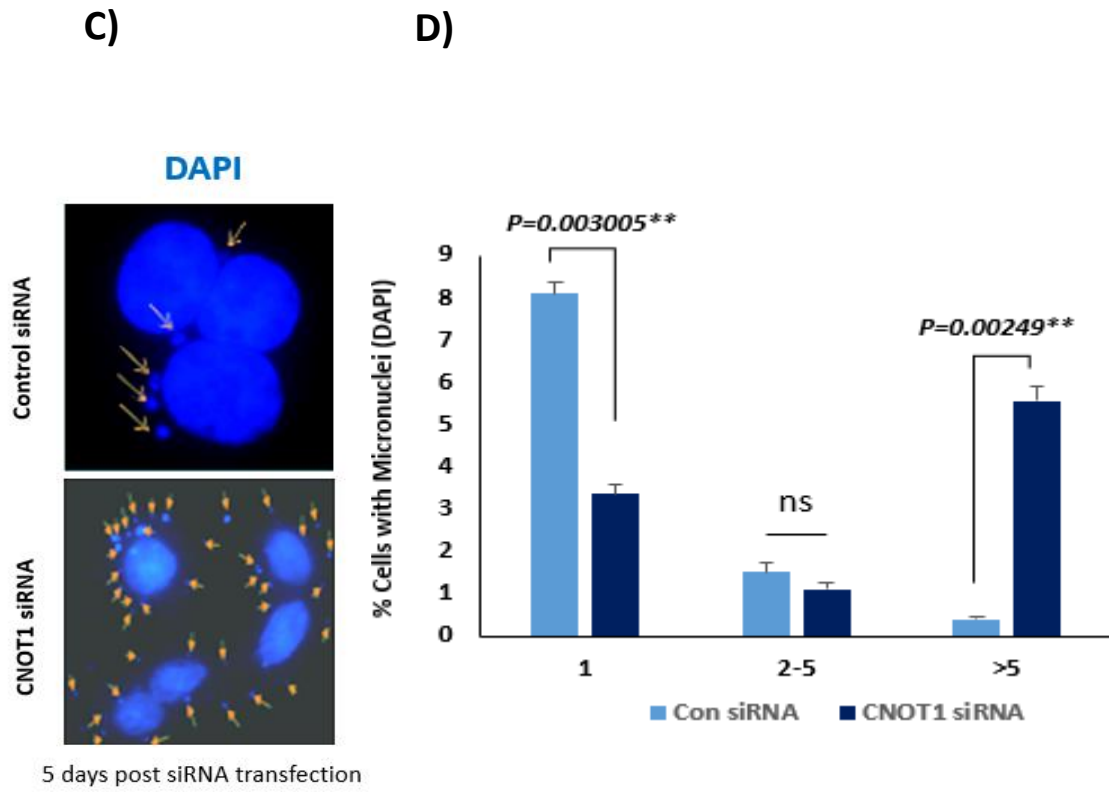 C)
D)
DAPI
Control siRNA
CNOT1 siRNA
5 days post siRNA transfection
P=0.003005**
P=0.00249**
ns
% Cells with Micronuclei (DAPI)
9
8
7
6
5
4
3
2
1
0
1 2-5 >5
Con siRNA CNOT1 siRNA